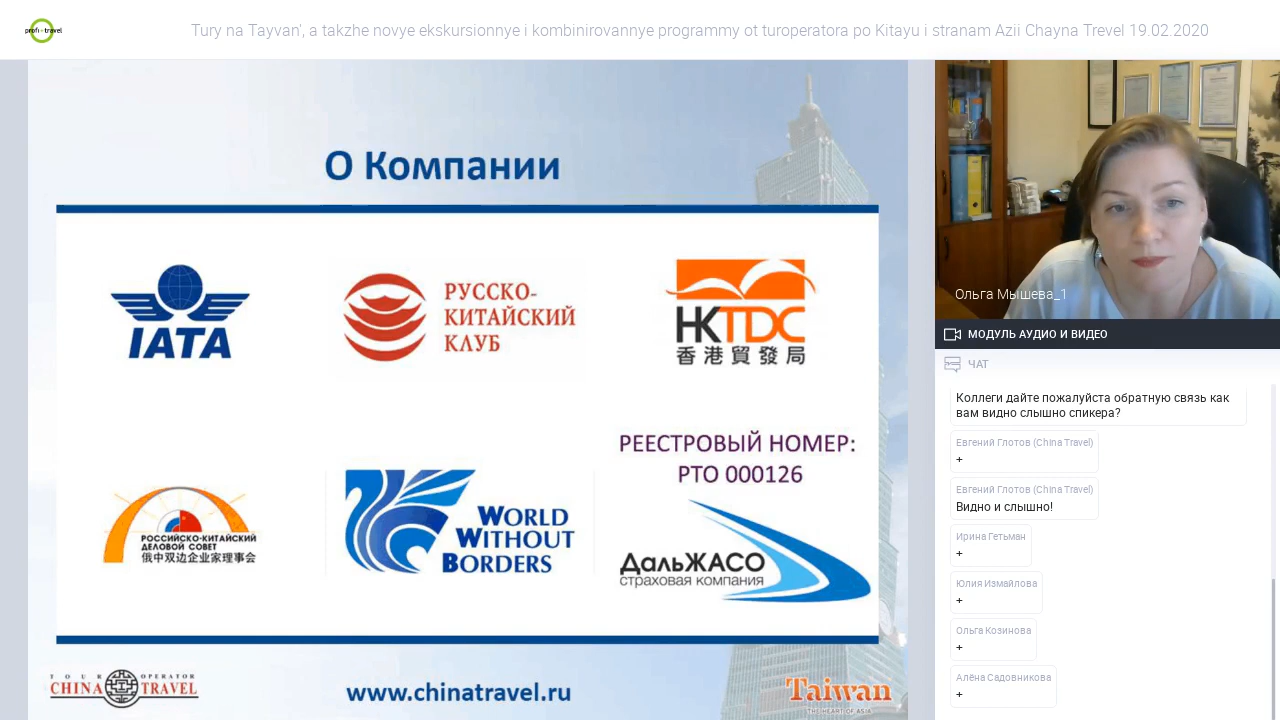 profi travel
Tury na Tayvan', a takzhe novye ekskursionnye i kombinirovannye programmy ot turoperatora po Kitayu i stranam Azii Chayna Trevel 19.02.2020
О Компании
IATA
РУССКО-
КИТАЙСКИЙ
КЛУБ
HKTDC
香港貿發局
РЕЕСТРОВЫЙ НОМЕР:
РТО 000126
РОССИЙСКО-КИТАЙСКИЙ
ДЕЛОВОЙ СОВЕТ
俄中双边企业家理事会
WORLD
WITHOUT
BORDERS
ДальЖАСО
страховая компания
TOUR OPERATOR
CHINA TRAVEL
www.chinatravel.ru
Taiwan
THE HEART OF ASIA
Ольга Мышева_1
МОДУЛЬ АУДИО И ВИДЕО
ЧАТ
Коллеги дайте пожалуйста обратную связь как
вам видно слышно спикера?
Евгений Глотов (China Travel)
+
Евгений Глотов (China Travel)
Видно и слышно!
Ирина Гетьман
+
Юлия Измайлова
+
Ольга Козинова
+
Алёна Садовникова
+